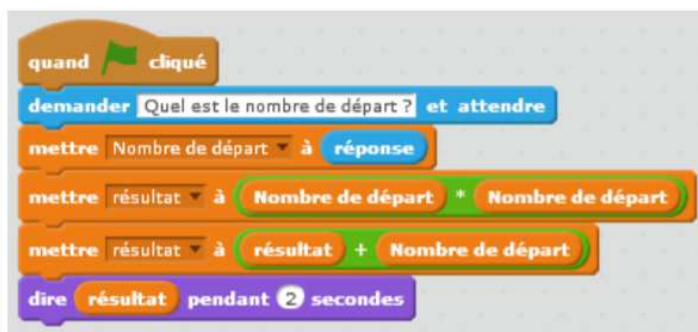 quand cliqué
demander Quel est le nombre de départ ? et attendre
mettre Nombre de départ à réponse
mettre résultat à Nombre de départ * Nombre de départ
mettre résultat à résultat + Nombre de départ
dire résultat pendant 2 secondes